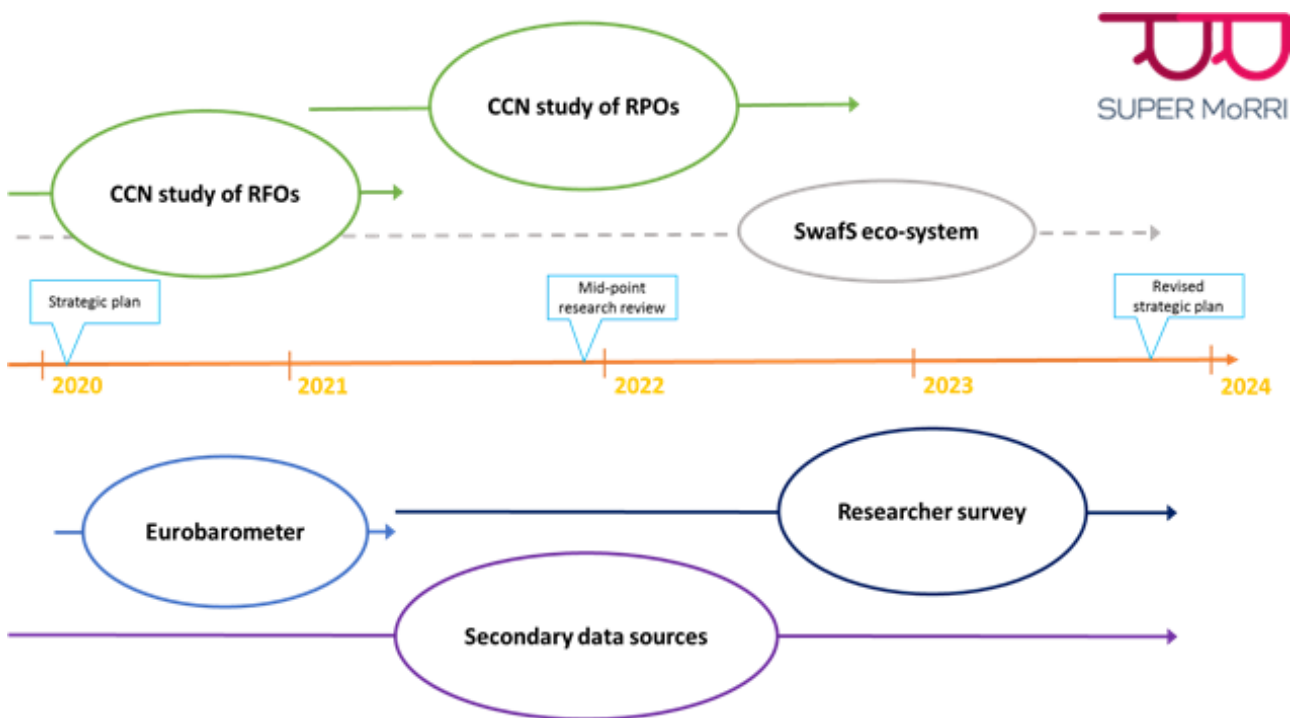 SUPER MoRRI
CCN study of RPOs
CCN study of RFOs
SwafS eco-system
Strategic plan
Mid-point
research review
Revised
strategic plan
2020
2021
2022
2023
2024
Eurobarometer
Researcher survey
Secondary data sources